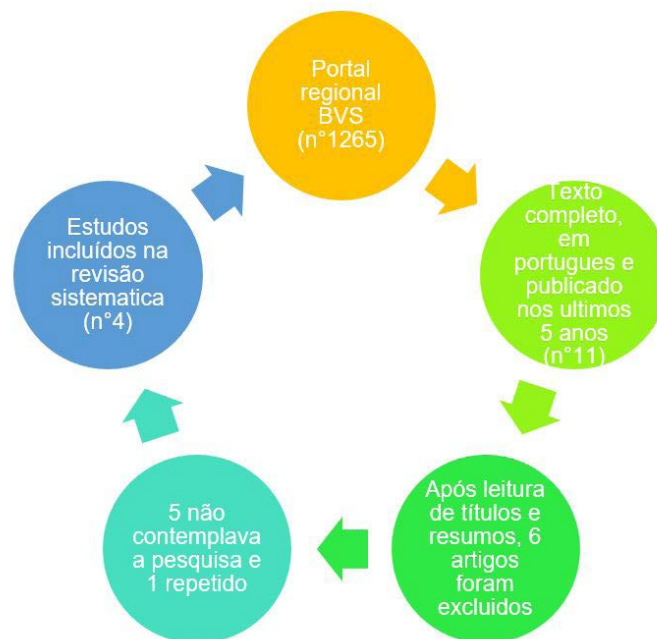 Portal
regional
BVS
(n°1265)
Texto
completo,
em
portugues e
publicado
nos ultimos
5 anos
(n°11)
Após leitura
de títulos e
resumos, 6
artigos
foram
excluidos
5 não
contemplava
a pesquisa e
1 repetido
Estudos
incluídos na
revisão
sistematica
(n°4)